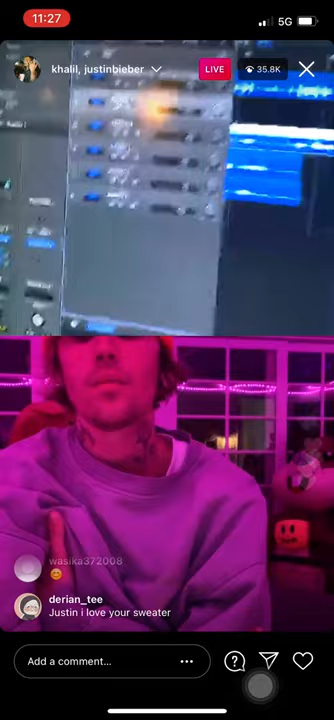 11:27
5G
khalil, justinbieber
LIVE
35.8K
wasika372008
😊
derian_tee
Justin i love your sweater
Add a comment...